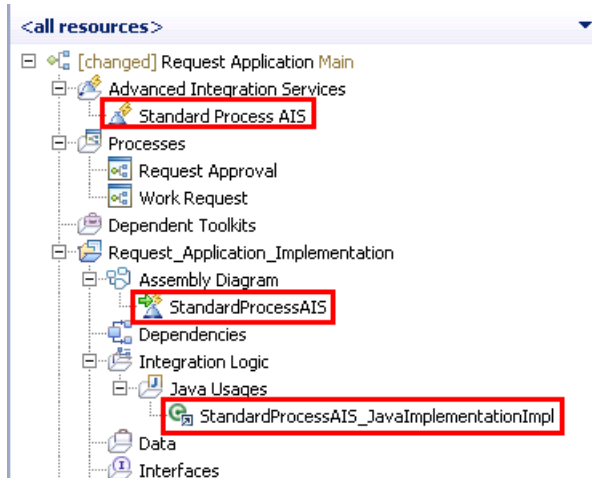 <all resources>
[changed] Request Application Main
Advanced Integration Services
Standard Process AIS
Processes
Request Approval
Work Request
Dependent Toolkits
Request_Application_Implementation
Assembly Diagram
StandardProcessAIS
Dependencies
Integration Logic
Java Usages
StandardProcessAIS_JavaImplementationImpl
Data
Interfaces